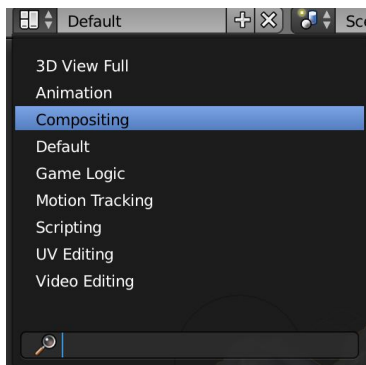 Default Sc
3D View Full
Animation
Compositing
Default
Game Logic
Motion Tracking
Scripting
UV Editing
Video Editing